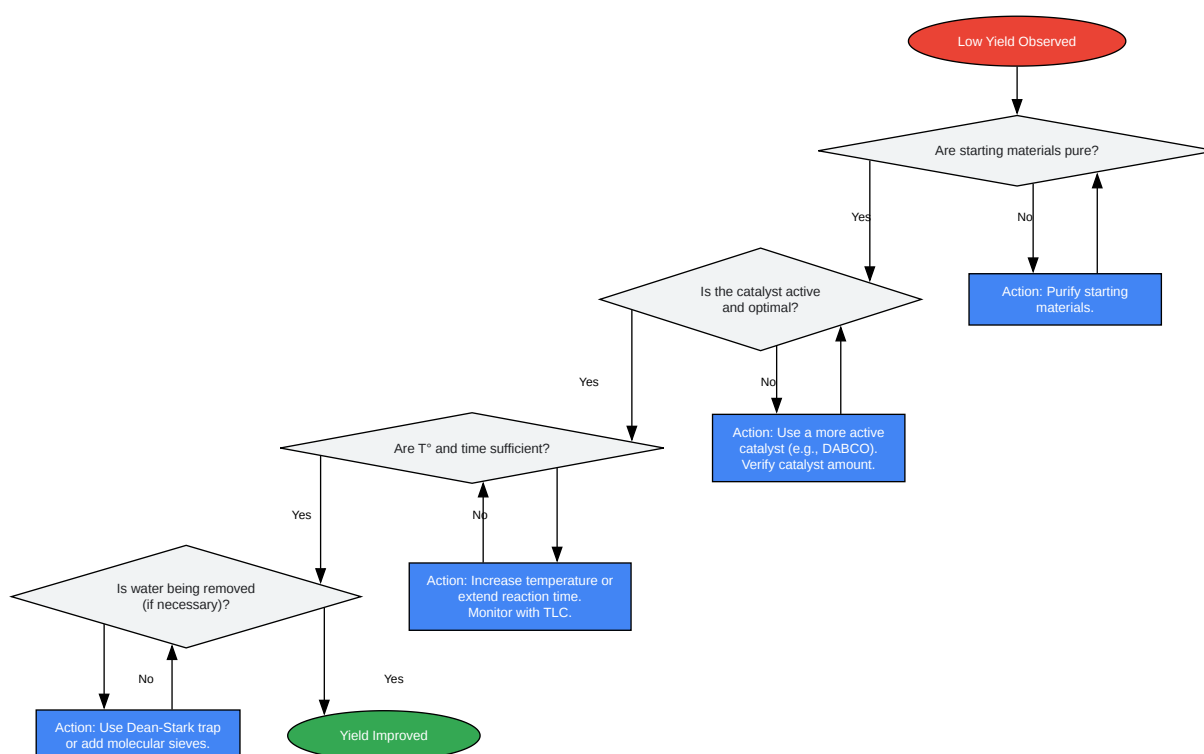 Low Yield Observed
Are starting materials pure?
Yes
No
Is the catalyst active
and optimal?
Action: Purify starting
materials.
Yes
No
Are T° and time sufficient?
Action: Use a more active
catalyst (e.g., DABCO).
Verify catalyst amount.
Yes
No
Is water being removed
(if necessary)?
Action: Increase temperature or
extend reaction time.
Monitor with TLC.
No
Yes
Action: Use Dean-Stark trap
or add molecular sieves.
Yield Improved